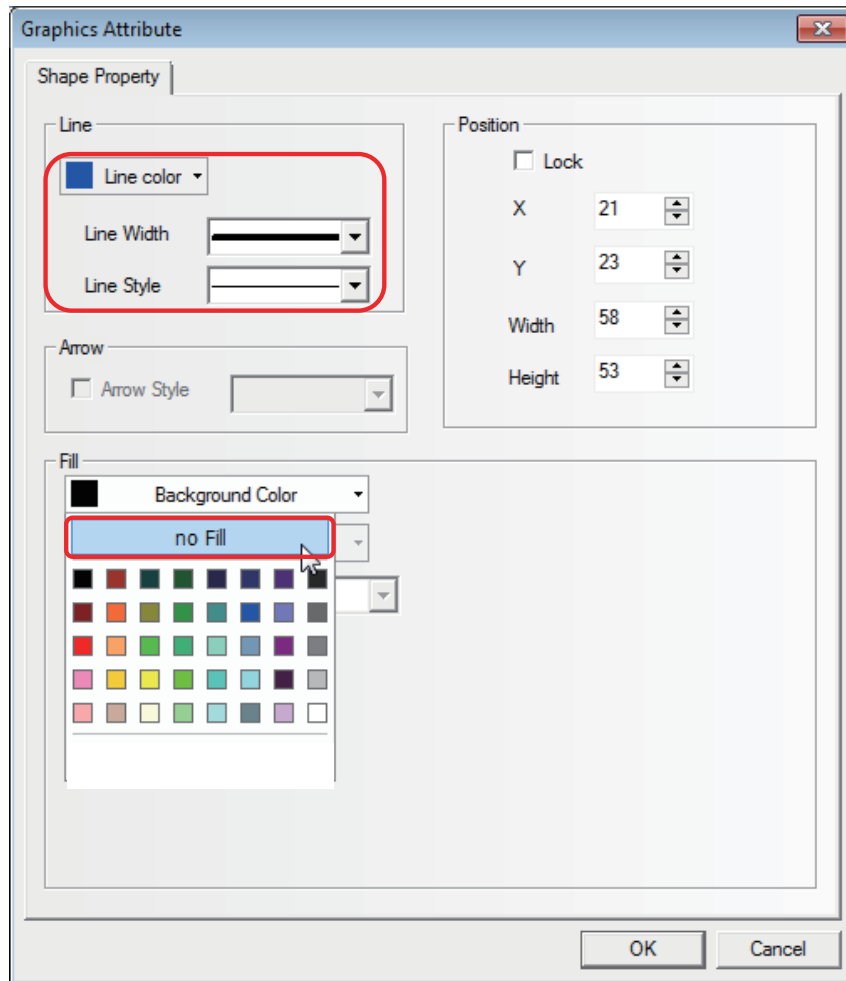 Graphics Attribute
Shape Property
Line
Line color
Line Width
Line Style
Arrow
Arrow Style
Position
Lock
X 21
Y 23
Width 58
Height 53
Fill
Background Color
no Fill
OK Cancel